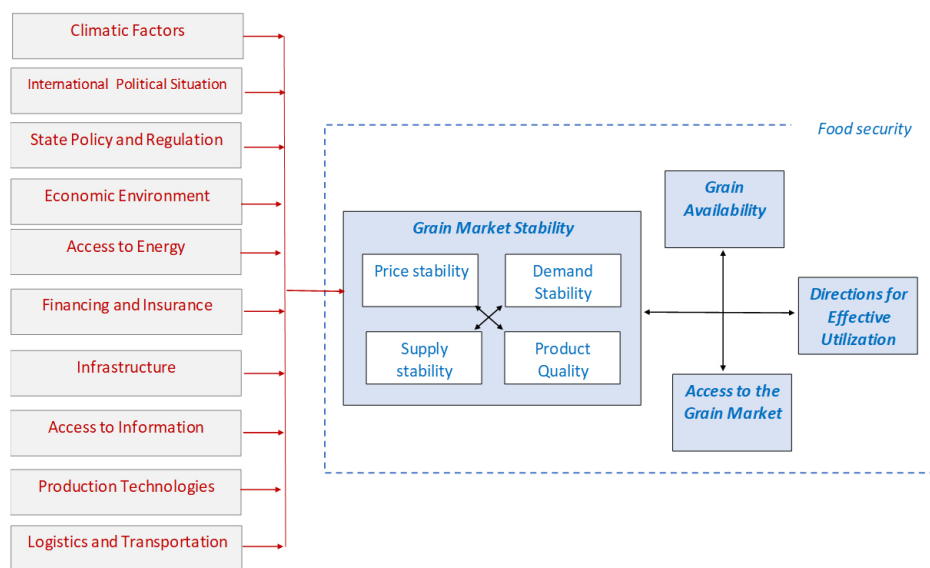 Climatic Factors
International Political Situation
State Policy and Regulation
Economic Environment
Access to Energy
Financing and Insurance
Infrastructure
Access to Information
Production Technologies
Logistics and Transportation
Food security
Grain Market Stability
Price stability
Demand
Stability
Supply
stability
Product
Quality
Grain
Availability
Directions for
Effective
Utilization
Access to the
Grain Market